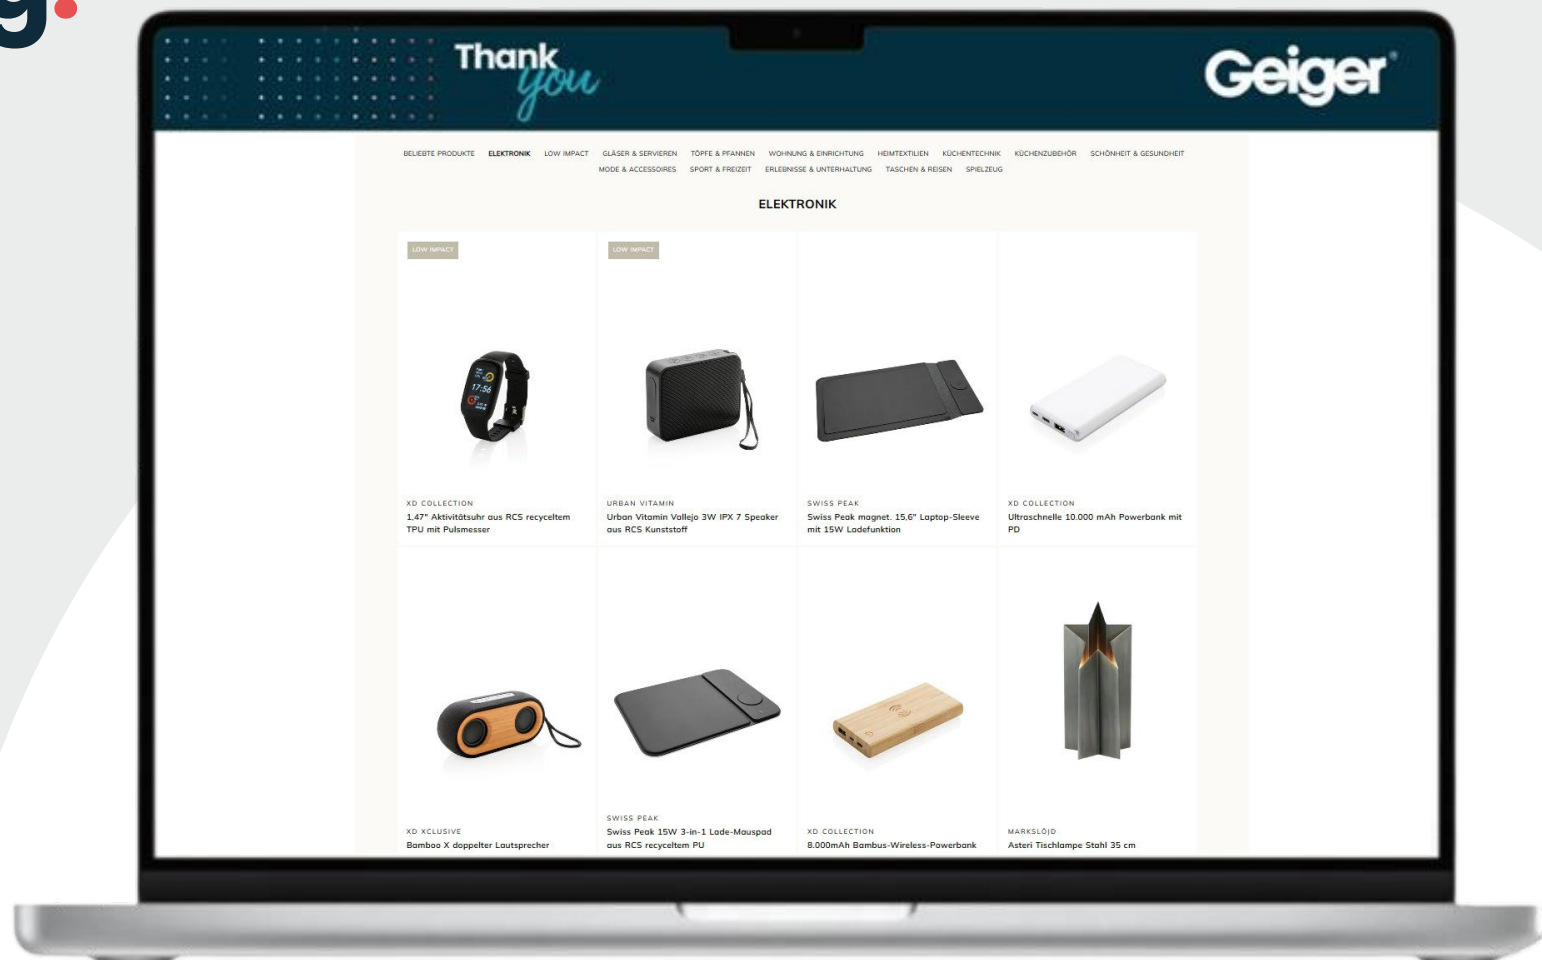 g.
Thank
you
Geiger®
BELIEBTE PRODUKTE ELEKTRONIK LOW IMPACT GLÄSER & SERVIEREN TÖPFE & PFANNEN WOHNUNG & EINRICHTUNG HEIMTEXTILIEN KÜCHENTECHNIK KÜCHENZUBEHÖR SCHÖNHEIT & GESUNDHEIT
MODE & ACCESSOIRES SPORT & FREIZEIT ERLEBNISSE & UNTERHALTUNG TASCHEN & REISEN SPIELZEUG
ELEKTRONIK
LOW IMPACT
LOW IMPACT
17:56
XD COLLECTION
1,47" Aktivitätsuhr aus RCS recyceltem
TPU mit Pulsmesser
URBAN VITAMIN
Urban Vitamin Vallejo 3W IPX 7 Speaker
aus RCS Kunststoff
SWISS PEAK
Swiss Peak magnet. 15,6" Laptop-Sleeve
mit 15W Ladefunktion
XD COLLECTION
Ultraschnelle 10.000 mAh Powerbank mit
PD
XD XCLUSIVE
Bamboo X doppelter Lautsprecher
SWISS PEAK
Swiss Peak 15W 3-in-1 Lade-Mauspad
aus RCS recyceltem PU
XD COLLECTION
8.000mAh Bambus-Wireless-Powerbank
MARKSLÖJD
Asteri Tischlampe Stahl 35 cm